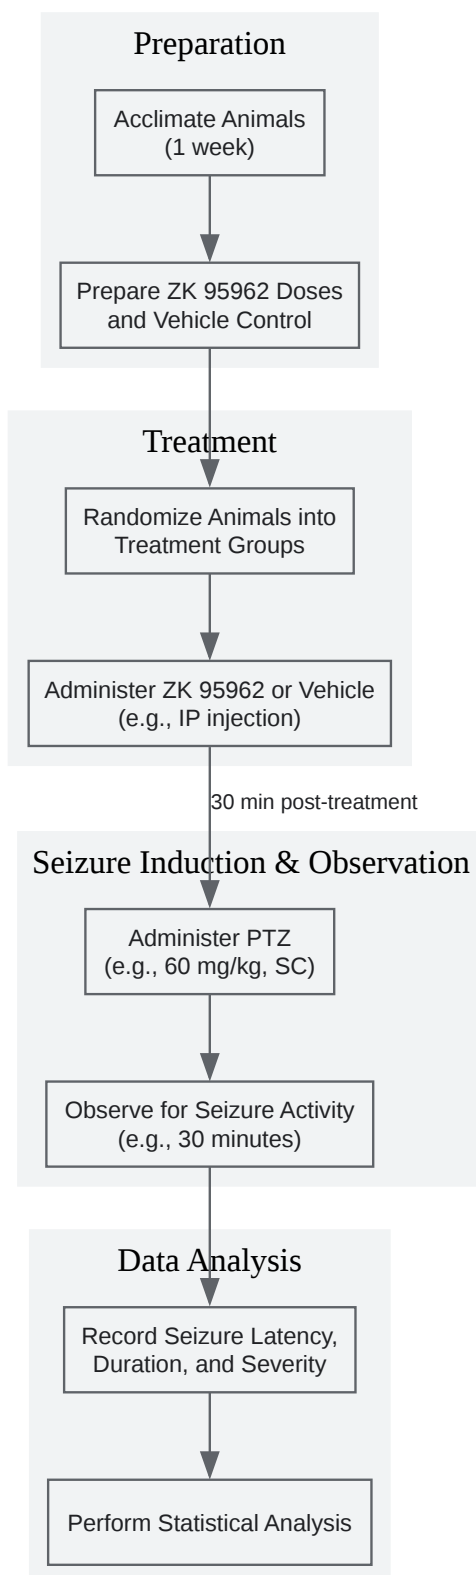 Preparation
Acclimate Animals
(1 week)
Prepare ZK 95962 Doses
and Vehicle Control
Treatment
Randomize Animals into
Treatment Groups
Administer ZK 95962 or Vehicle
(e.g., IP injection)
30 min post-treatment
Seizure Induction & Observation
Administer PTZ
(e.g., 60 mg/kg, SC)
Observe for Seizure Activity
(e.g., 30 minutes)
Data Analysis
Record Seizure Latency,
Duration, and Severity
Perform Statistical Analysis